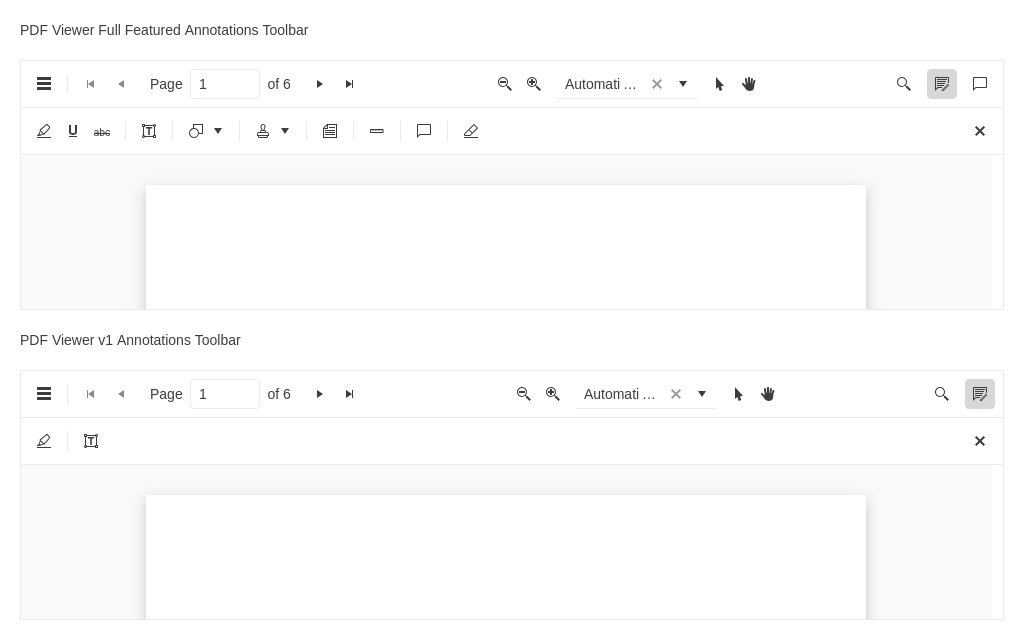 PDF Viewer Full Featured Annotations Toolbar
Page 1 of 6 Automati ...
U abc T
PDF Viewer v1 Annotations Toolbar
Page 1 of 6 Automati ...
T